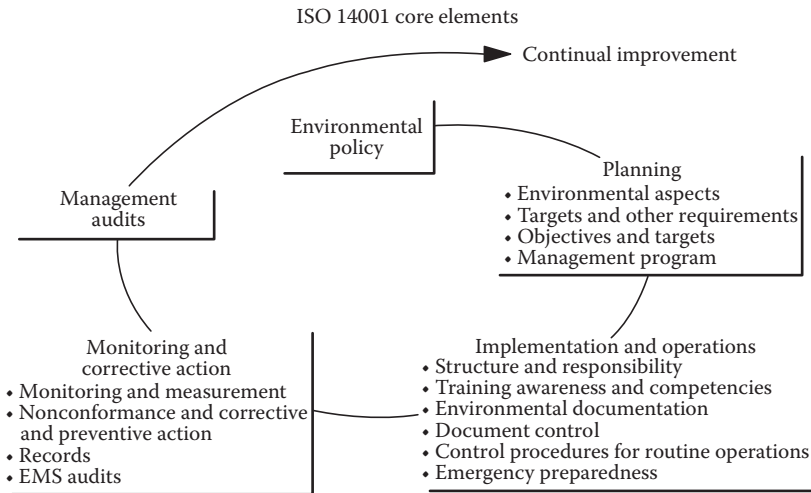 ISO 14001 core elements
Continual improvement
Environmental
policy
Planning
• Environmental aspects
• Targets and other requirements
• Objectives and targets
• Management program
Implementation and operations
• Structure and responsibility
• Training awareness and competencies
• Environmental documentation
• Document control
• Control procedures for routine operations
• Emergency preparedness
Monitoring and
corrective action
• Monitoring and measurement
• Nonconformance and corrective
and preventive action
• Records
• EMS audits
Management
audits